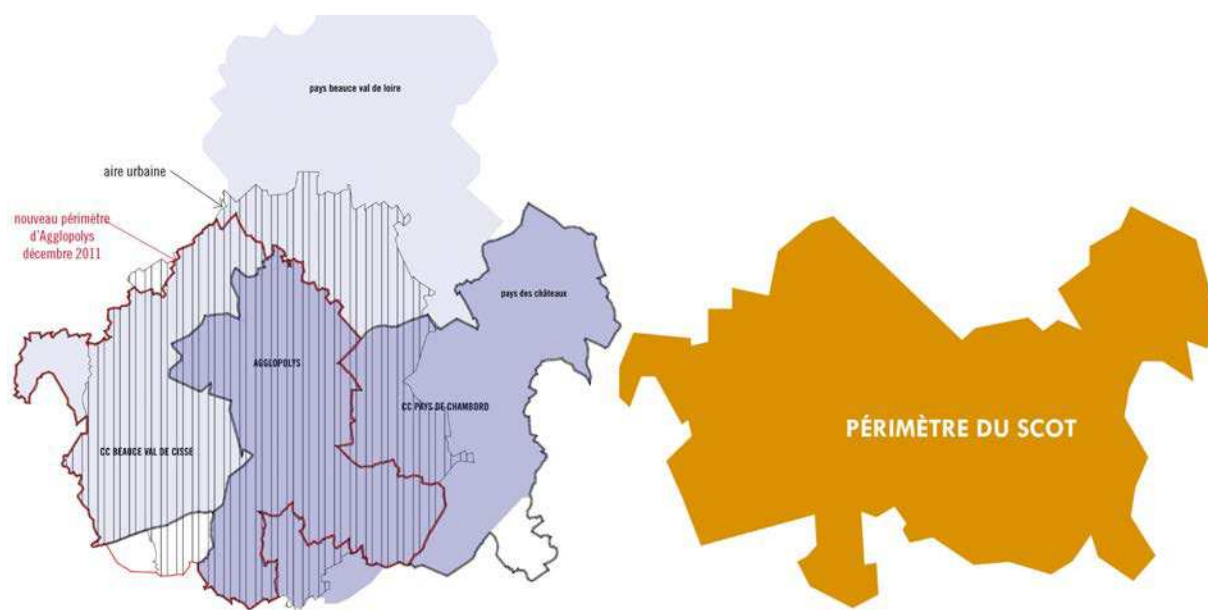 pays beauce val de loire
aire urbaine
nouveau périmètre
d'Agglopolys
décembre 2011
pays des châteaux
AGGLOPOLYS
CC PAYS DE CHAMBORD
CC BEAUCE VAL DE CISSE
PÉRIMÈTRE DU SCOT